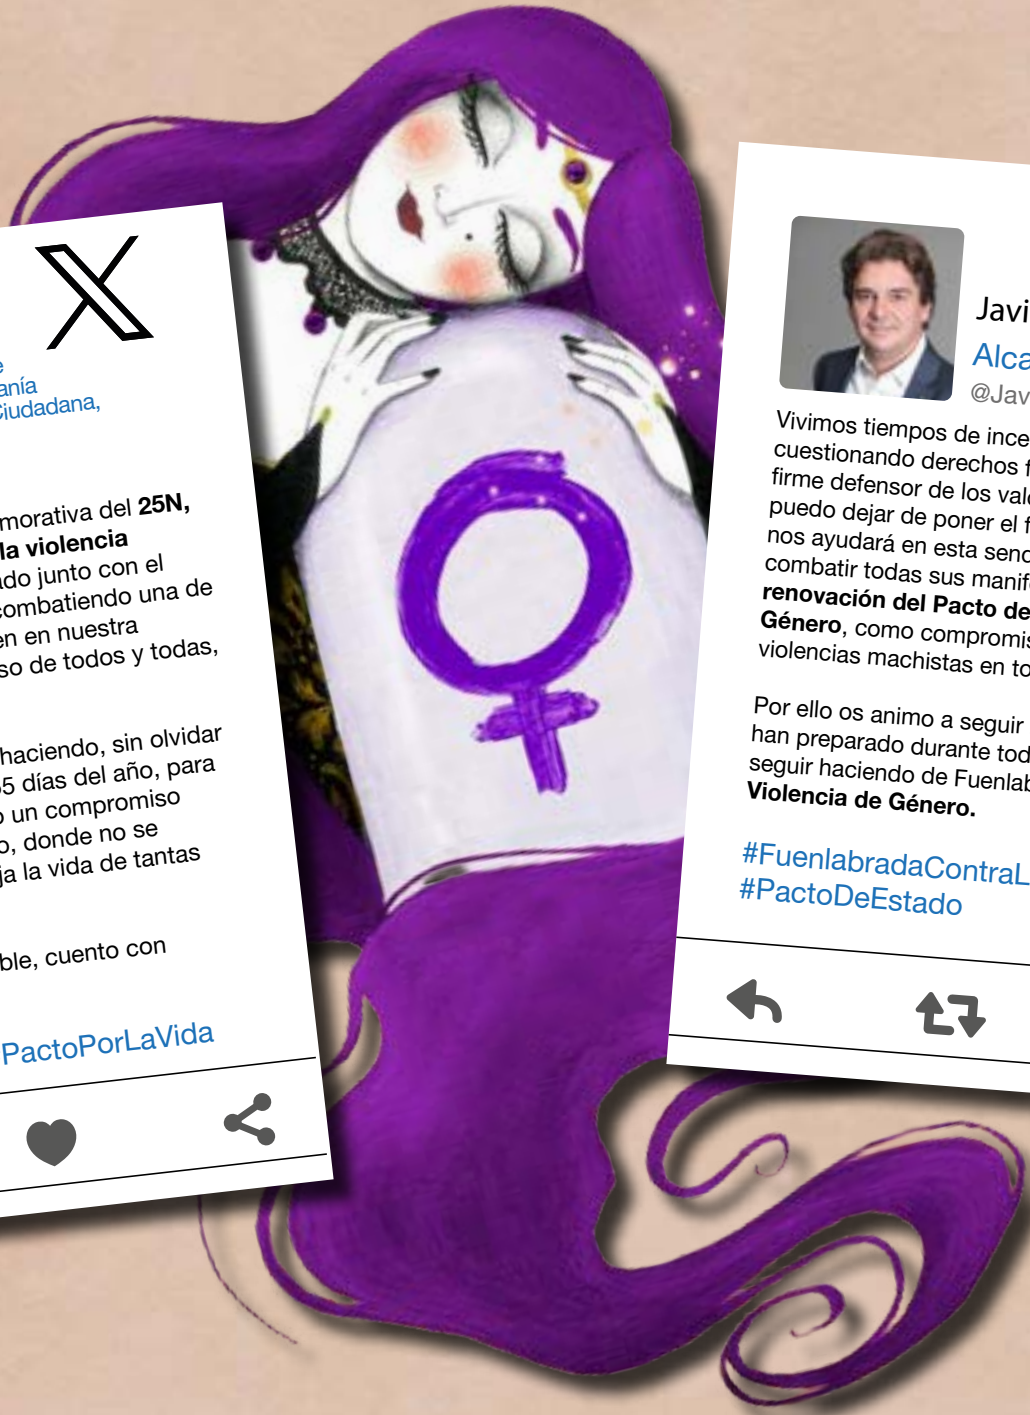 anía
Ciudadana,
morativa del 25N,
la violencia
ado junto con el
combatiendo una de
en en nuestra
so de todos y todas,
haciendo, sin olvidar
65 días del año, para
o un compromiso
o, donde no se
ja la vida de tantas
ble, cuento con
PactoPorLaVida
Javi
Alca
@Jav
Vivimos tiempos de ince
cuestionando derechos f
firme defensor de los val
puedo dejar de poner el f
nos ayudará en esta senc
combatir todas sus manif
renovación del Pacto de
Género, como compromis
violencias machistas en to
Por ello os animo a seguir
han preparado durante tod
seguir haciendo de Fuenlab
Violencia de Género.
#FuenlabradaContraL
#PactoDeEstado